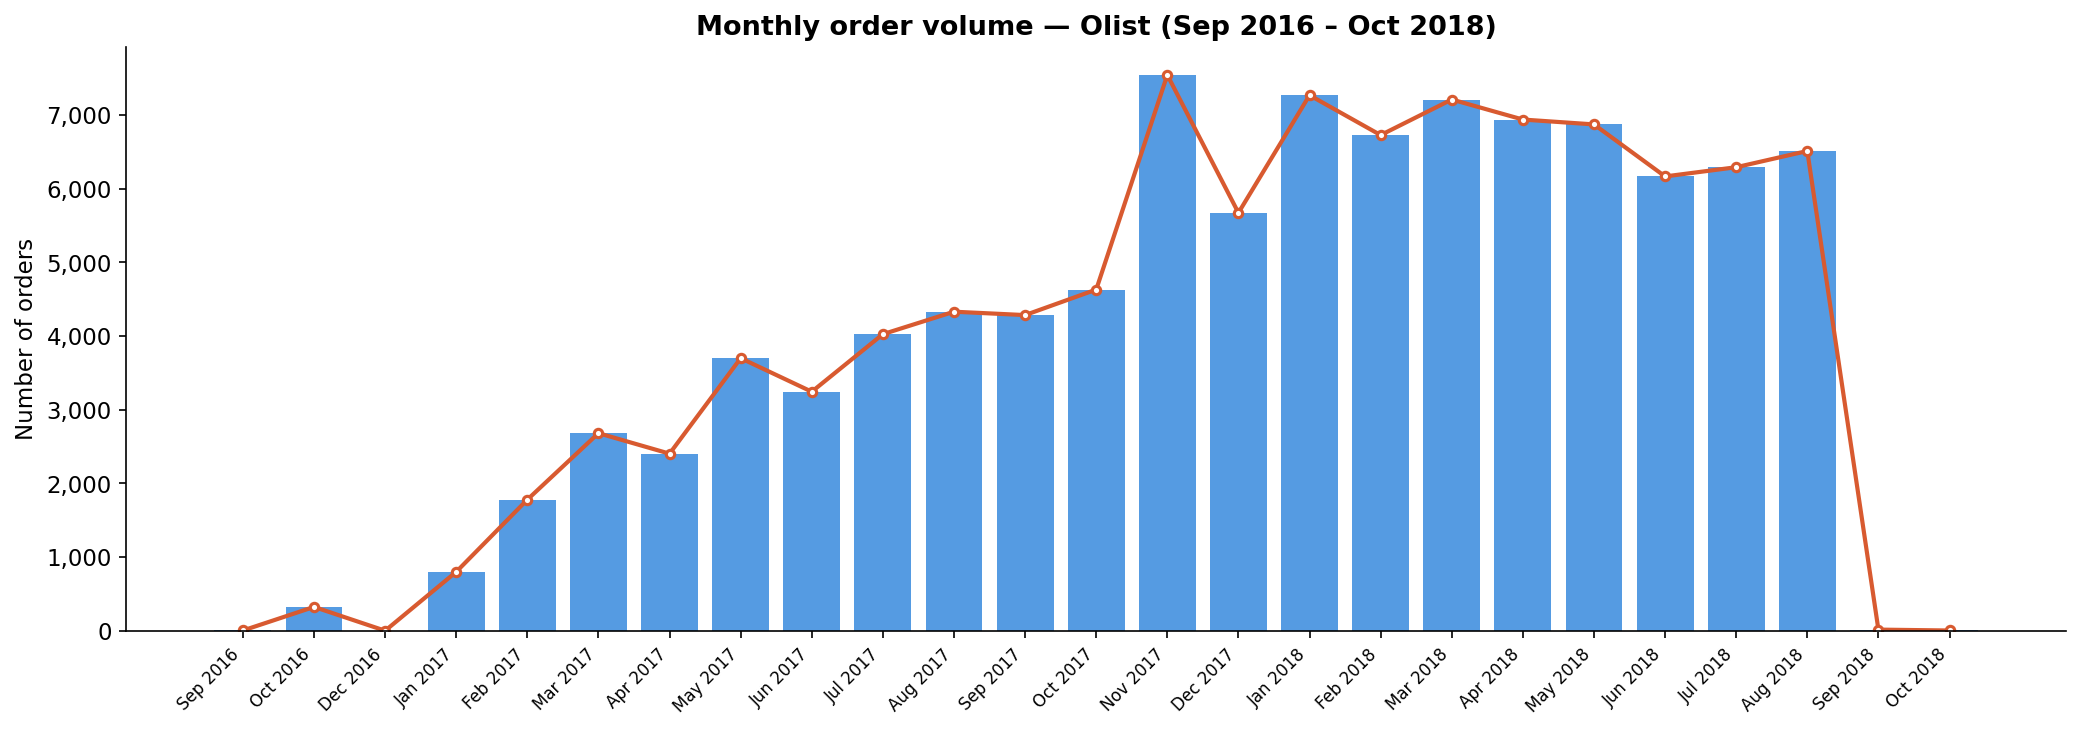 Monthly order volume — Olist (Sep 2016 – Oct 2018)
Number of orders
7,000
6,000
5,000
4,000
3,000
2,000
1,000
0
Sep 2016
Oct 2016
Dec 2016
Jan 2017
Feb 2017
Mar 2017
Apr 2017
May 2017
Jun 2017
Jul 2017
Aug 2017
Sep 2017
Oct 2017
Nov 2017
Dec 2017
Jan 2018
Feb 2018
Mar 2018
Apr 2018
May 2018
Jun 2018
Jul 2018
Aug 2018
Sep 2018
Oct 2018